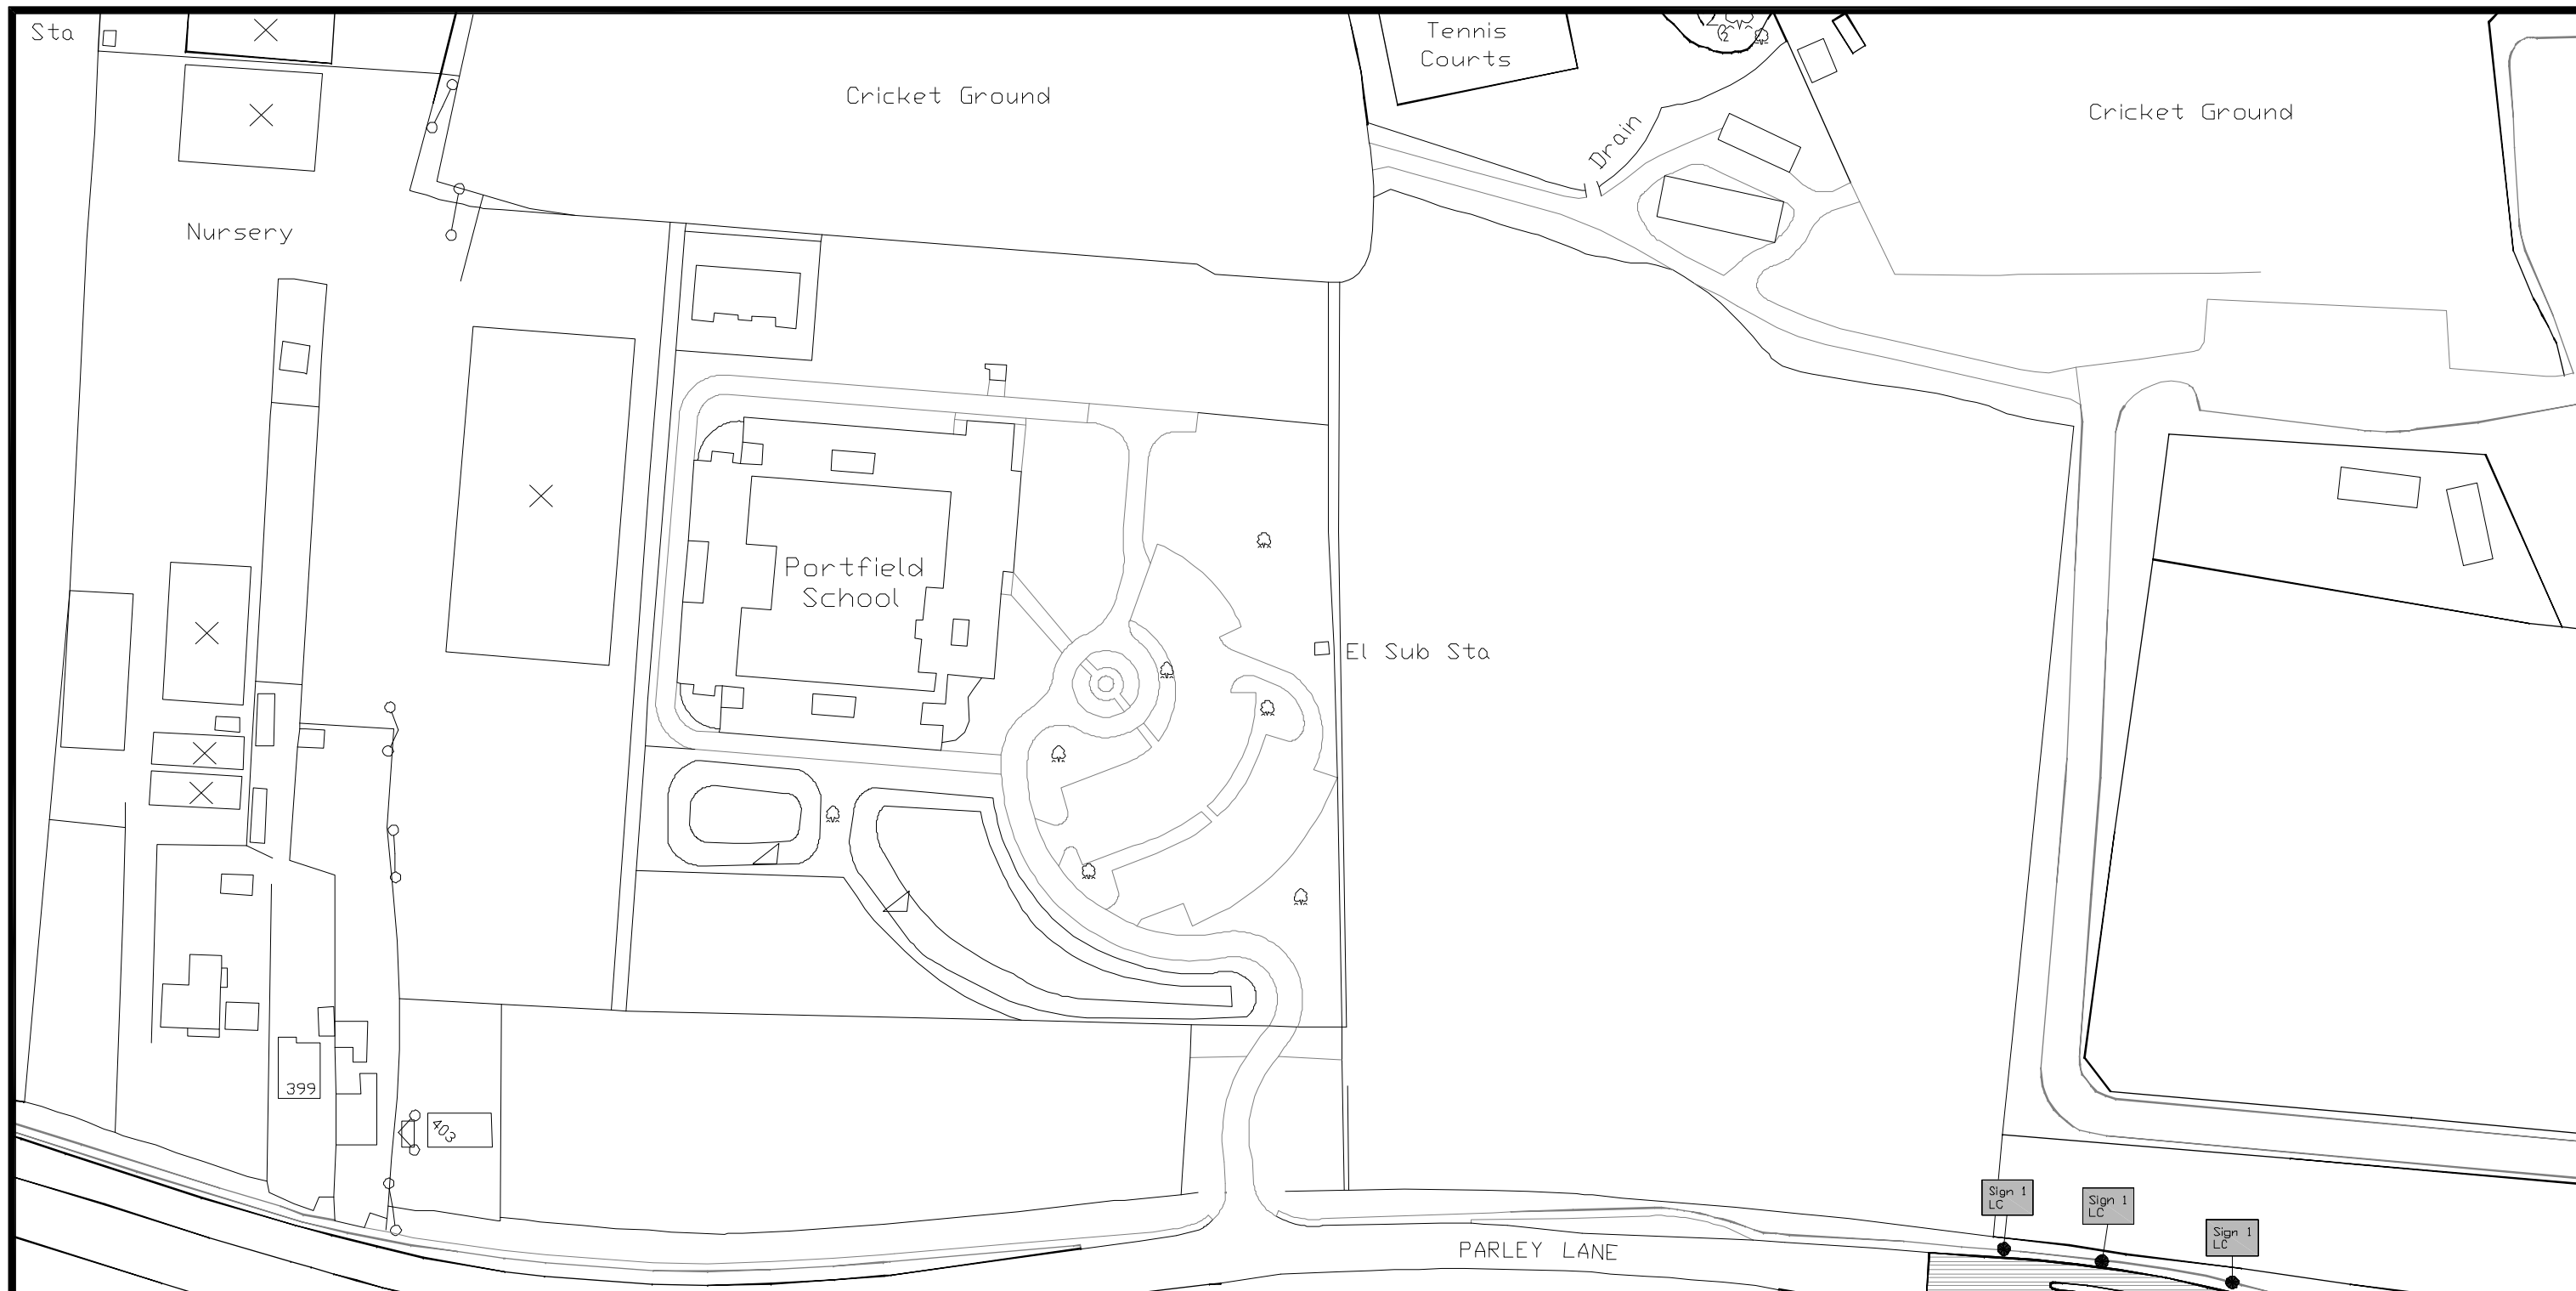 Sta
Tennis
Courts
Cricket Ground
Cricket Ground
Drain
Nursery
Portfield
School
El Sub Sta
399
403
PARLEY LANE
Sign 1
LC
Sign 1
LC
Sign 1
LC